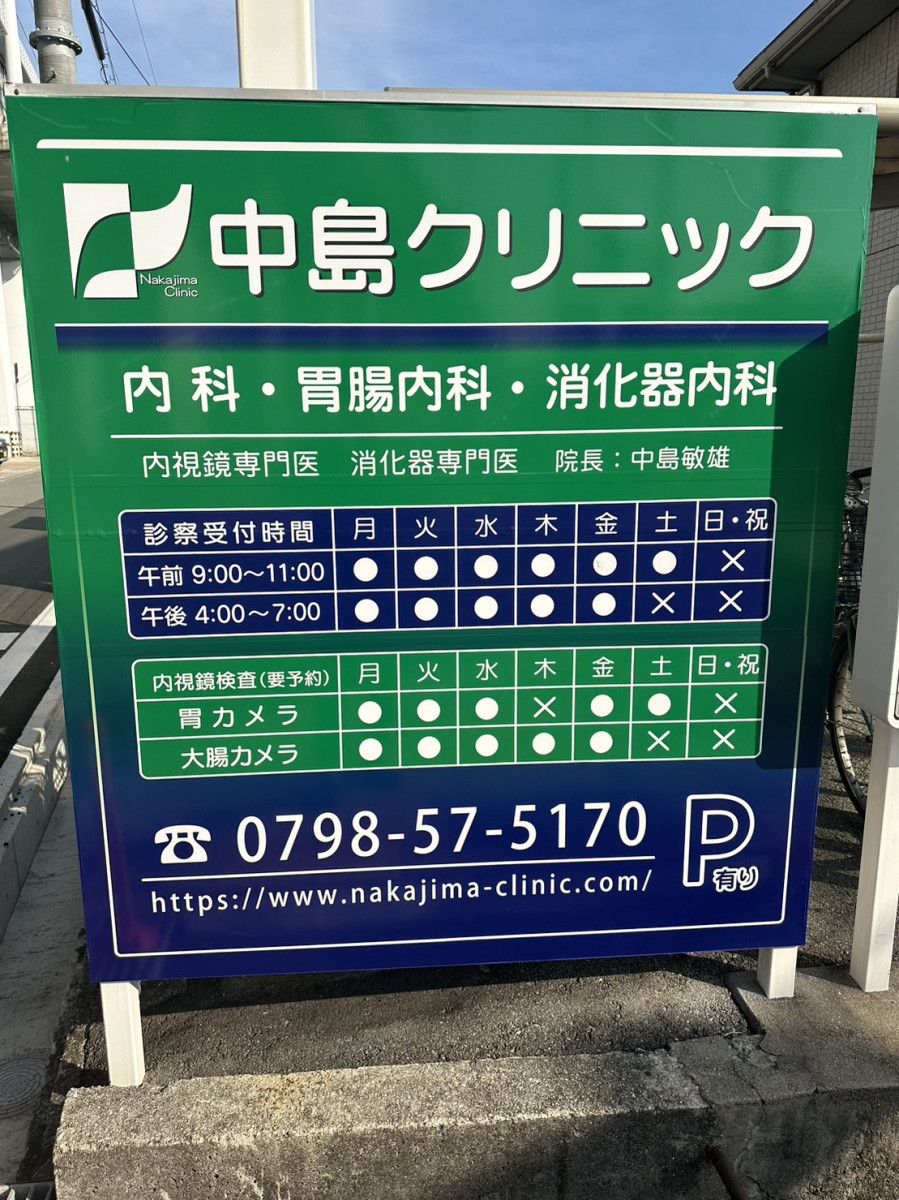 中島クリニック
Nakajima
Clinic
内科・胃腸内科・消化器内科
内視鏡専門医 消化器専門医 院長：中島敏雄
診察受付時間 月 火 水 木 金 土 日・祝
午前 9:00～11:00 ● ● ● ● ● ● ×
午後 4:00～7:00 ● ● ● ● ● × ×
内視鏡検査(要予約) 月 火 水 木 金 土 日・祝
胃カメラ ● ● ● × ● ● ×
大腸カメラ ● ● ● ● ● × ×
☎ 0798-57-5170
https://www.nakajima-clinic.com/
P有り